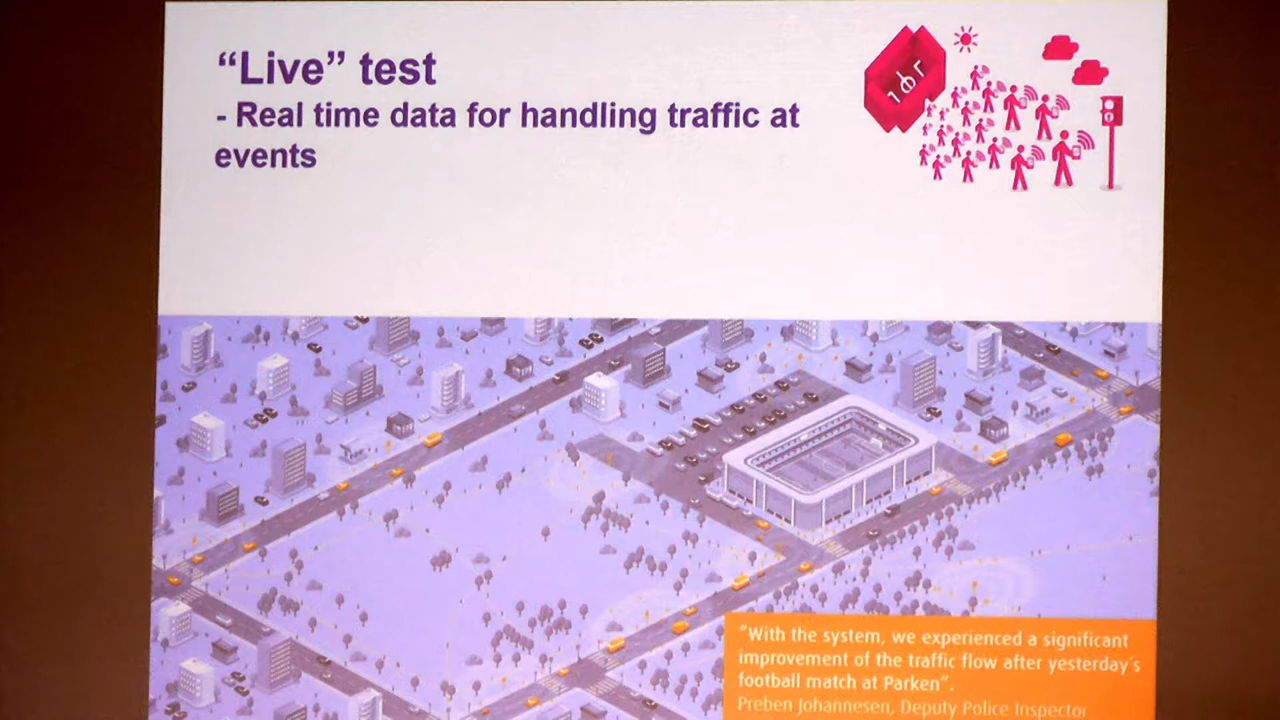 “Live” test
- Real time data for handling traffic at
events
"With the system, we experienced a significant
improvement of the traffic flow after yesterday's
football match at Parken".
Preben Johannesen, Deputy Police Inspector